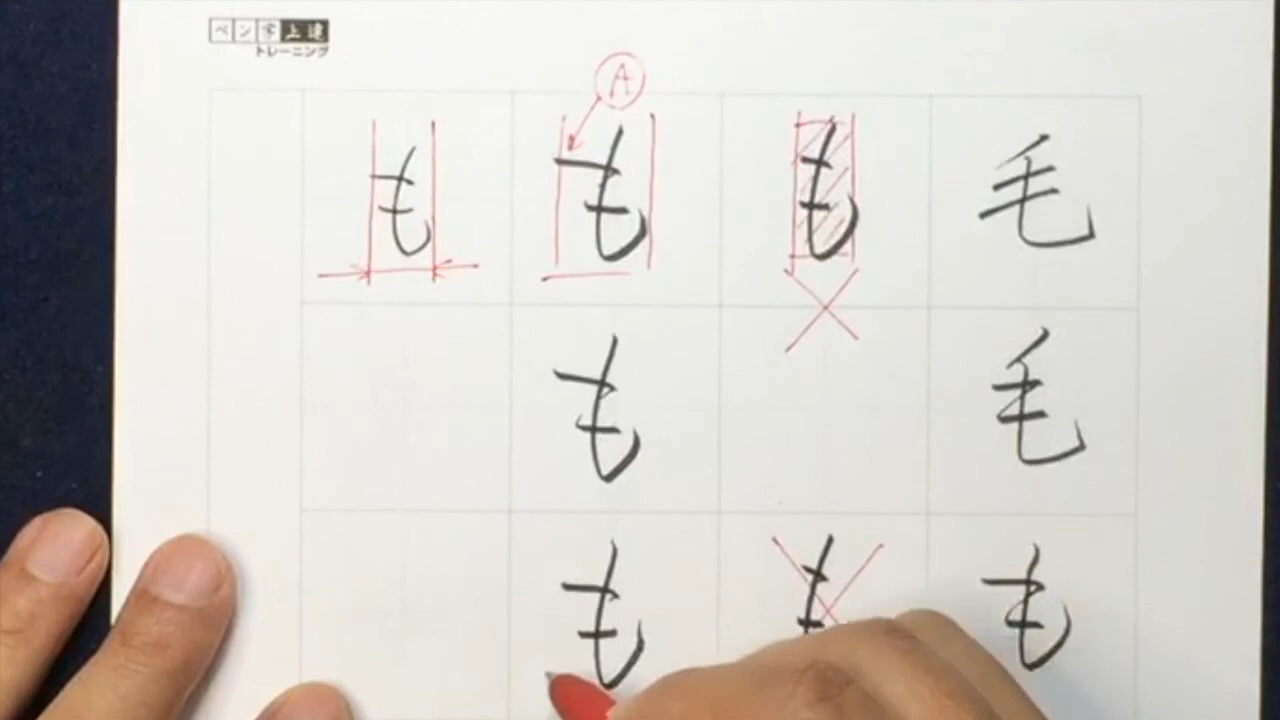 ペン字上達
トレーニング
A
も も も 毛
も 毛
も も も